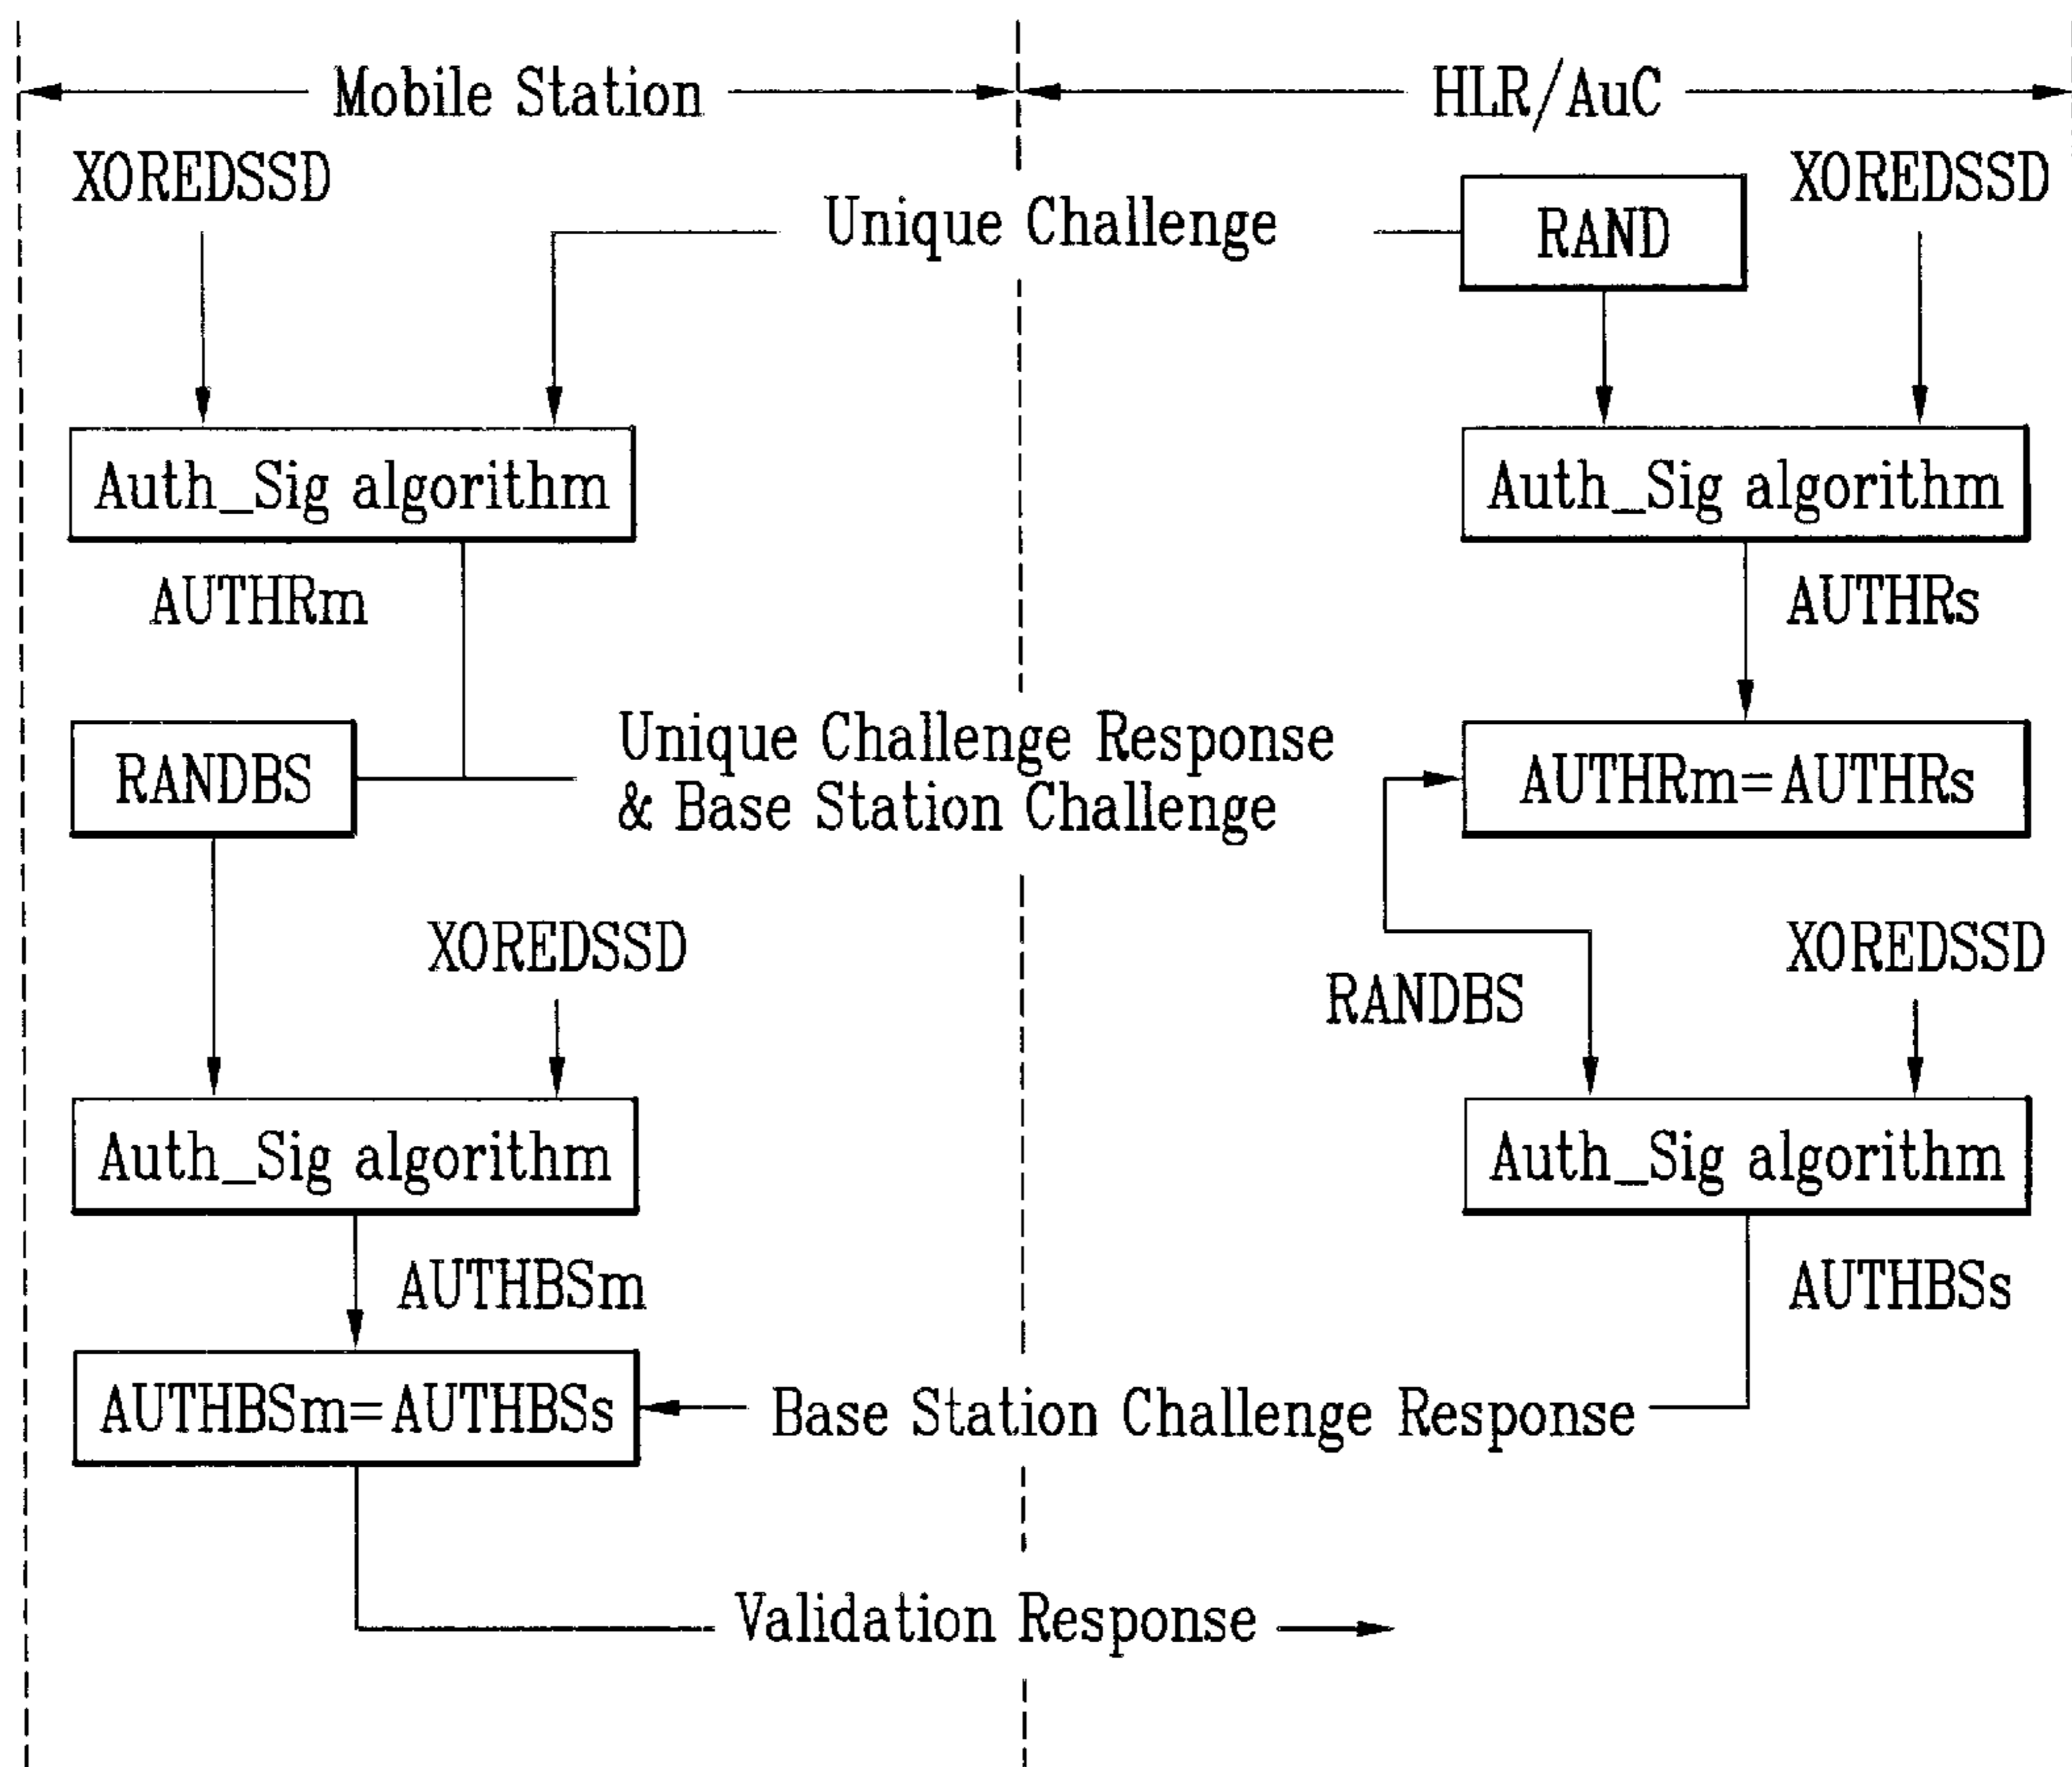 Mobile Station
HLR/AuC
XOREDSSD
XOREDSSD
Unique Challenge
RAND
Auth_Sig algorithm
Auth_Sig algorithm
AUTHRm
AUTHRs
RANDBS
Unique Challenge Response
& Base Station Challenge
AUTHRm=AUTHRs
XOREDSSD
RANDBS
XOREDSSD
Auth_Sig algorithm
Auth_Sig algorithm
AUTHBSm
AUTHBSs
AUTHBSm=AUTHBSs
Base Station Challenge Response
Validation Response